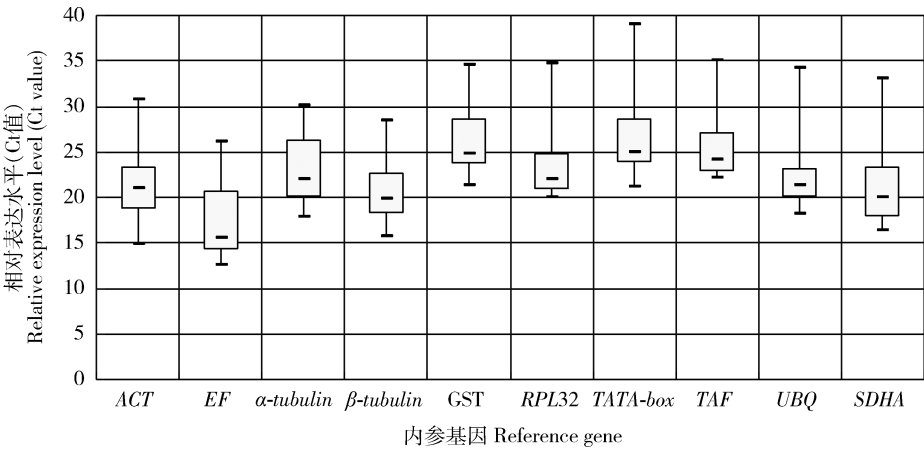 相对表达水平(Ct值)
Relative expression level (Ct value)
40
35
30
25
20
15
10
5
0
ACT EF α-tubulin β-tubulin GST RPL32 TATA-box TAF UBQ SDHA
内参基因 Reference gene